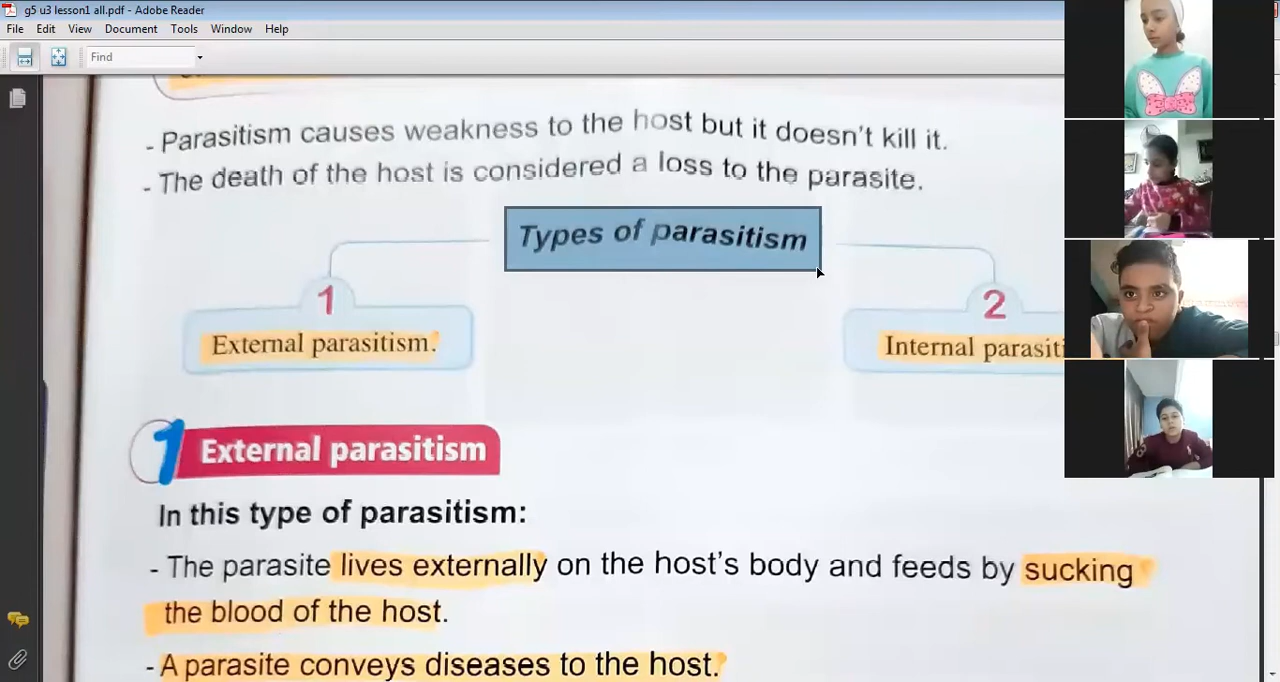 g5 u3 lesson1 all.pdf - Adobe Reader
File Edit View Document Tools Window Help
Find
- Parasitism causes weakness to the host but it doesn't kill it.
- The death of the host is considered a loss to the parasite.
Types of parasitism
1
External parasitism.
2
Internal parasiti
1 External parasitism
In this type of parasitism:
- The parasite lives externally on the host's body and feeds by sucking
the blood of the host.
- A parasite conveys diseases to the host.